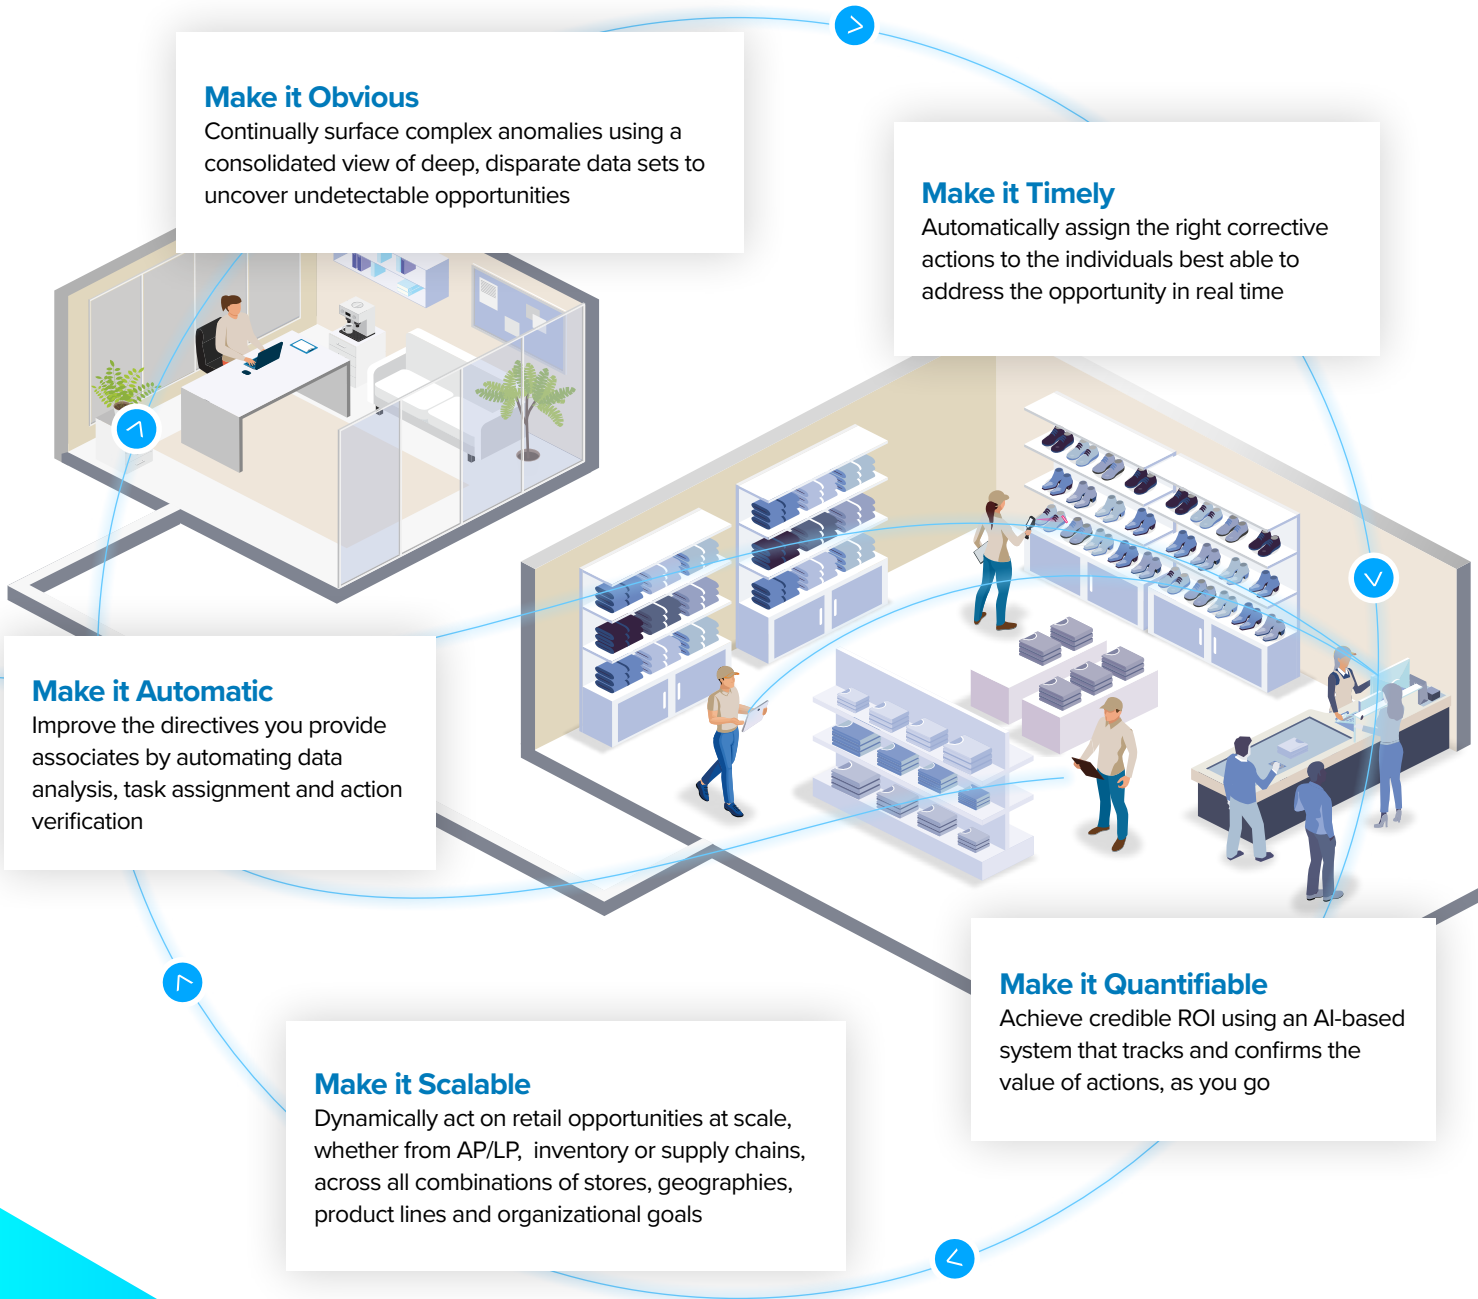 Make it Obvious
Continually surface complex anomalies using a
consolidated view of deep, disparate data sets to
uncover undetectable opportunities
Make it Timely
Automatically assign the right corrective
actions to the individuals best able to
address the opportunity in real time
Make it Automatic
Improve the directives you provide
associates by automating data
analysis, task assignment and action
verification
Make it Quantifiable
Achieve credible ROI using an AI-based
system that tracks and confirms the
value of actions, as you go
Make it Scalable
Dynamically act on retail opportunities at scale,
whether from AP/LP,  inventory or supply chains,
across all combinations of stores, geographies,
product lines and organizational goals